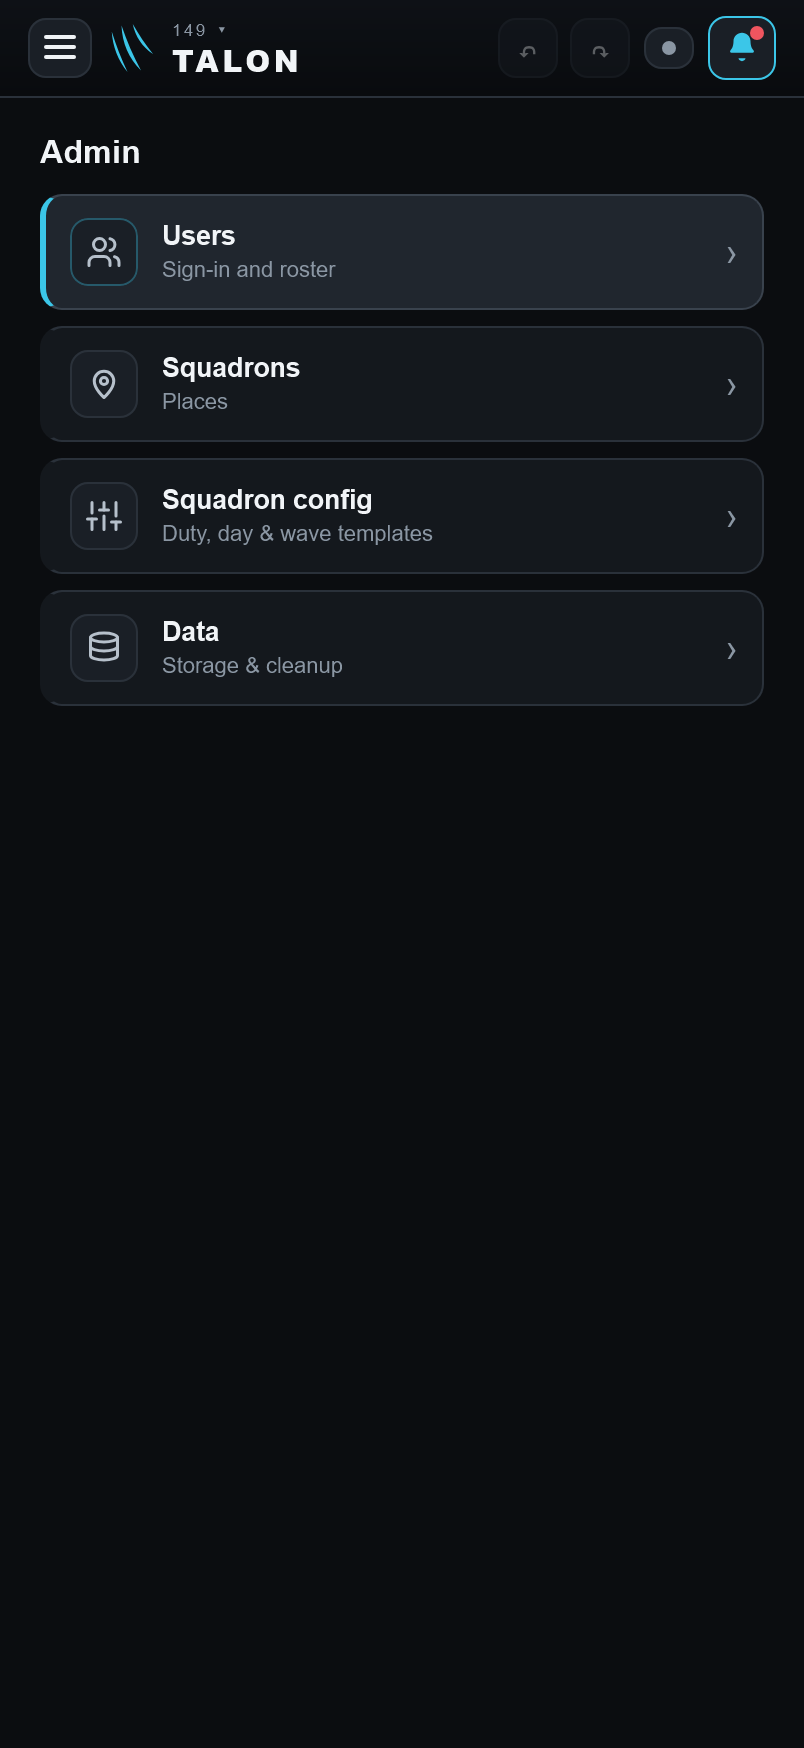 149 ▾
TALON
Admin
Users
Sign-in and roster
Squadrons
Places
Squadron config
Duty, day & wave templates
Data
Storage & cleanup